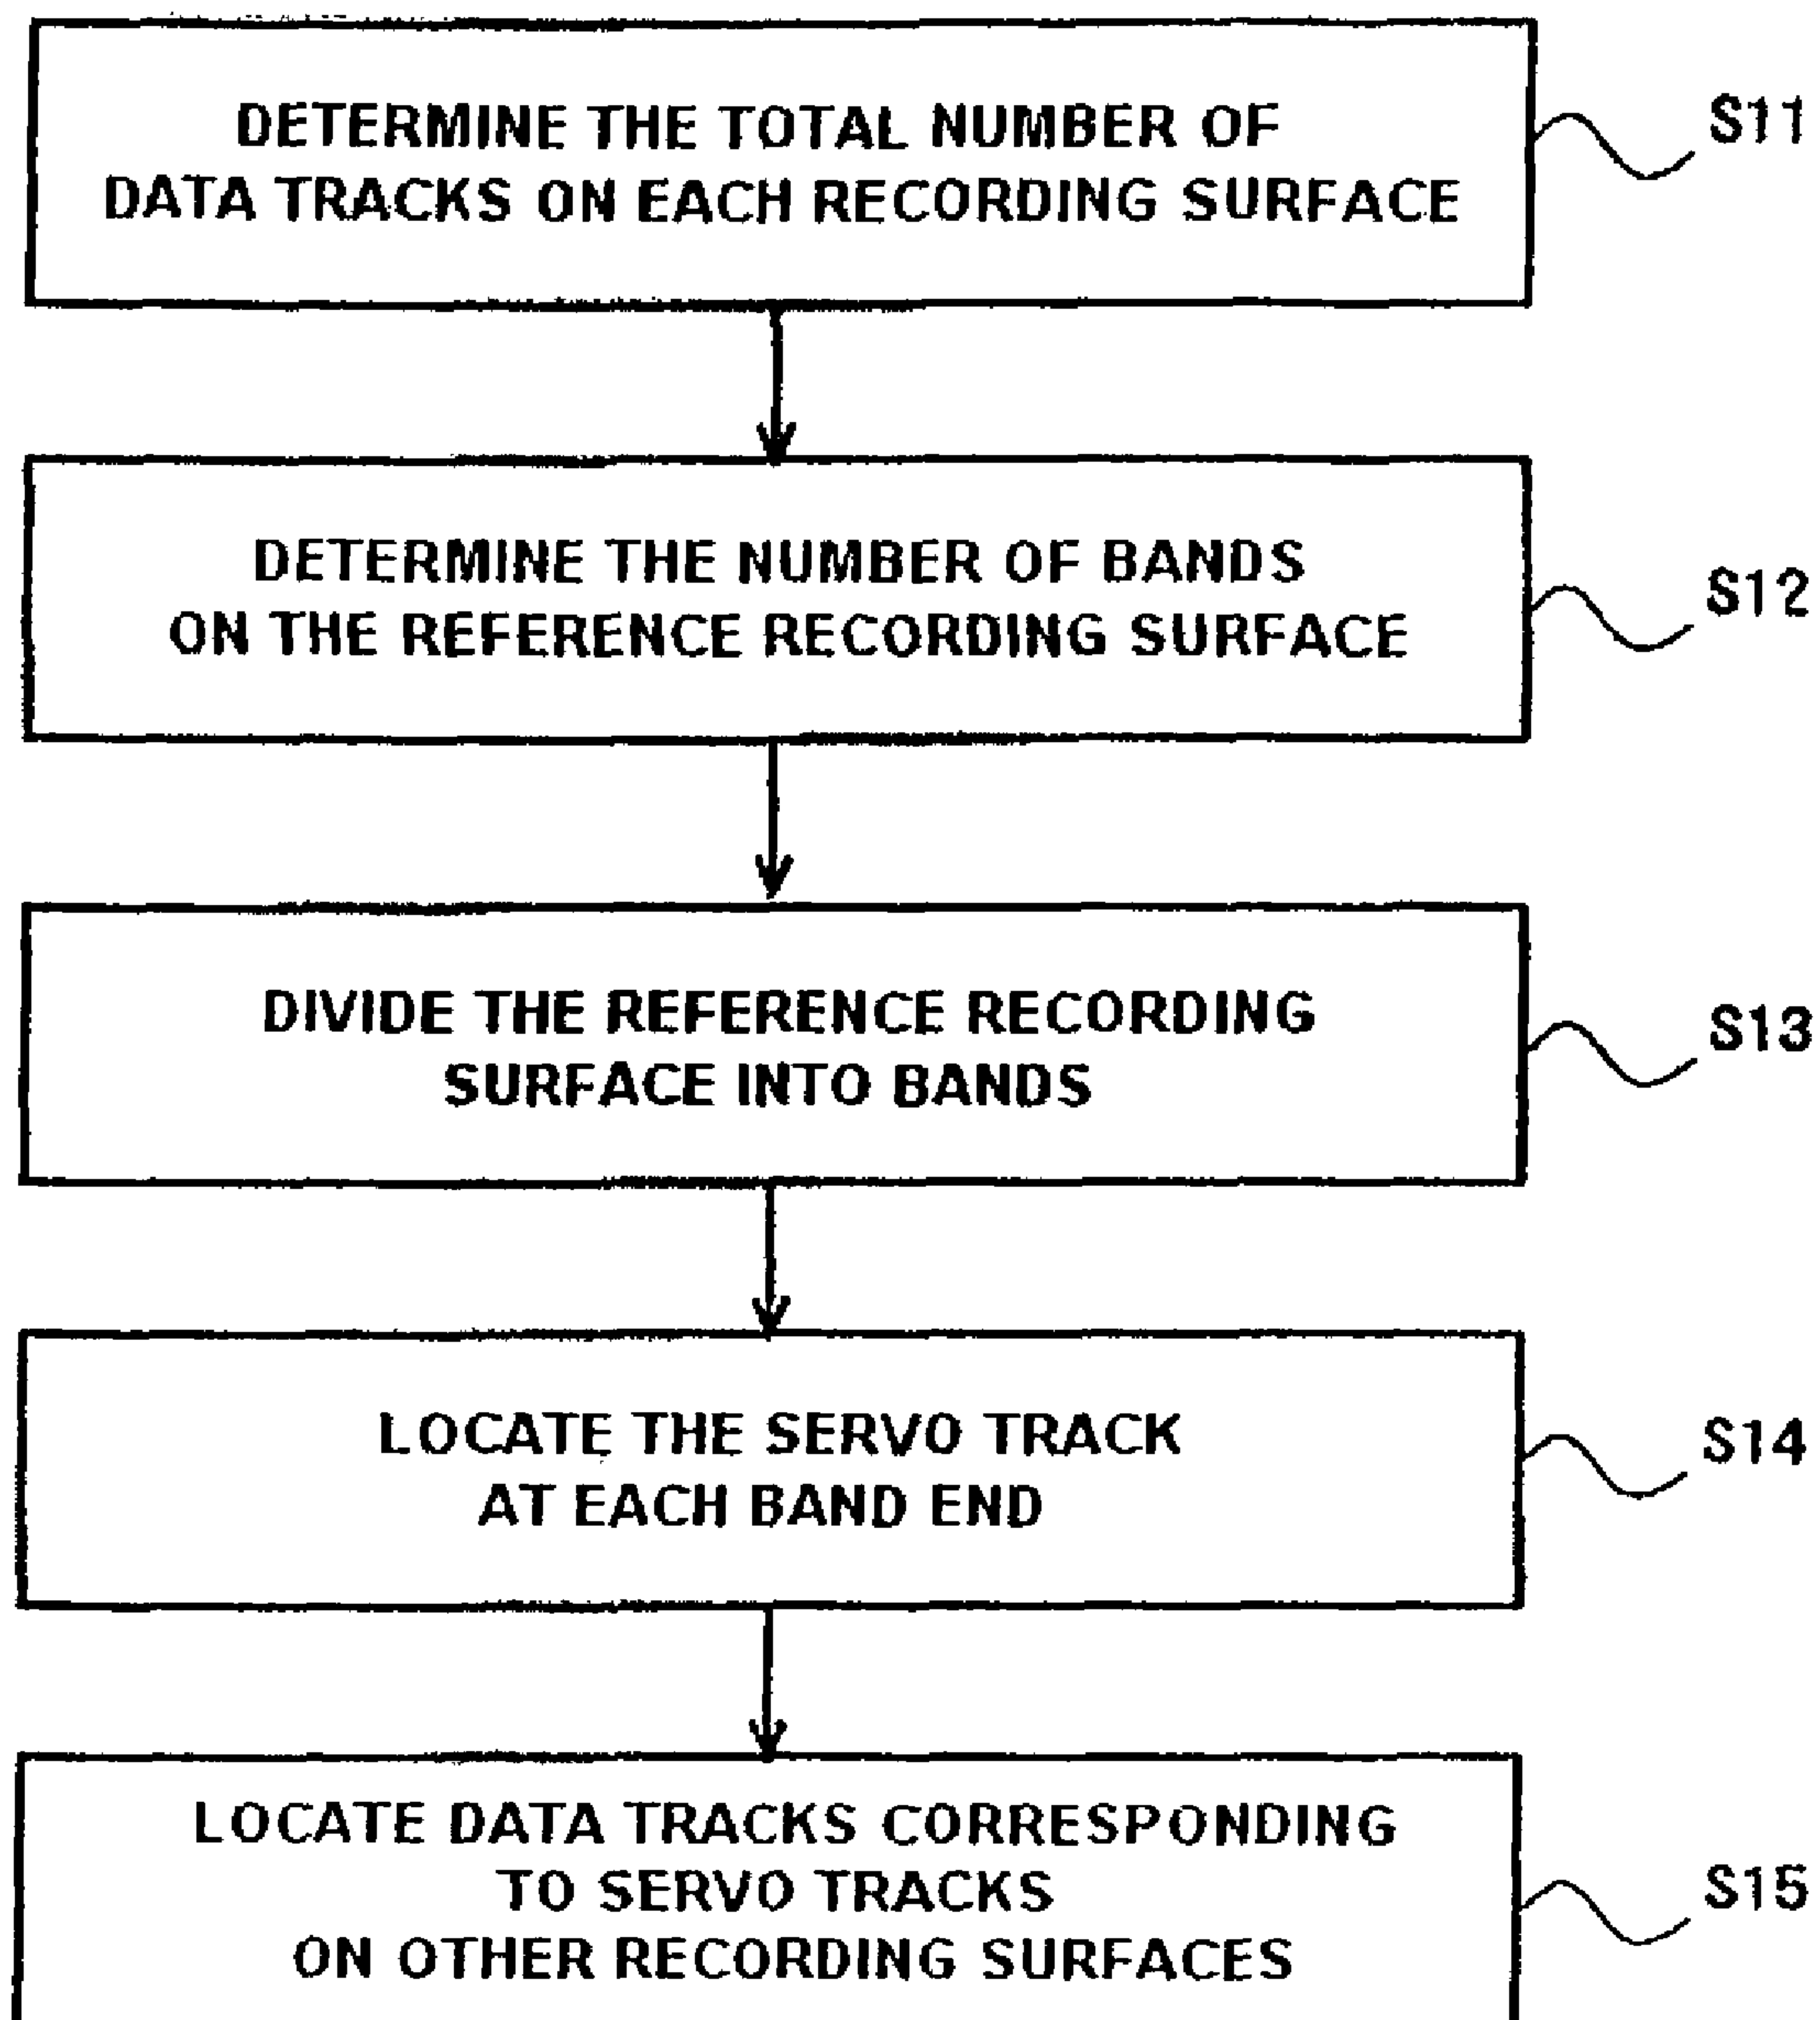 DETERMINE THE TOTAL NUMBER OF
DATA TRACKS ON EACH RECORDING SURFACE
S11
DETERMINE THE NUMBER OF BANDS
ON THE REFERENCE RECORDING SURFACE
S12
DIVIDE THE REFERENCE RECORDING
SURFACE INTO BANDS
S13
LOCATE THE SERVO TRACK
AT EACH BAND END
S14
LOCATE DATA TRACKS CORRESPONDING
TO SERVO TRACKS
ON OTHER RECORDING SURFACES
S15